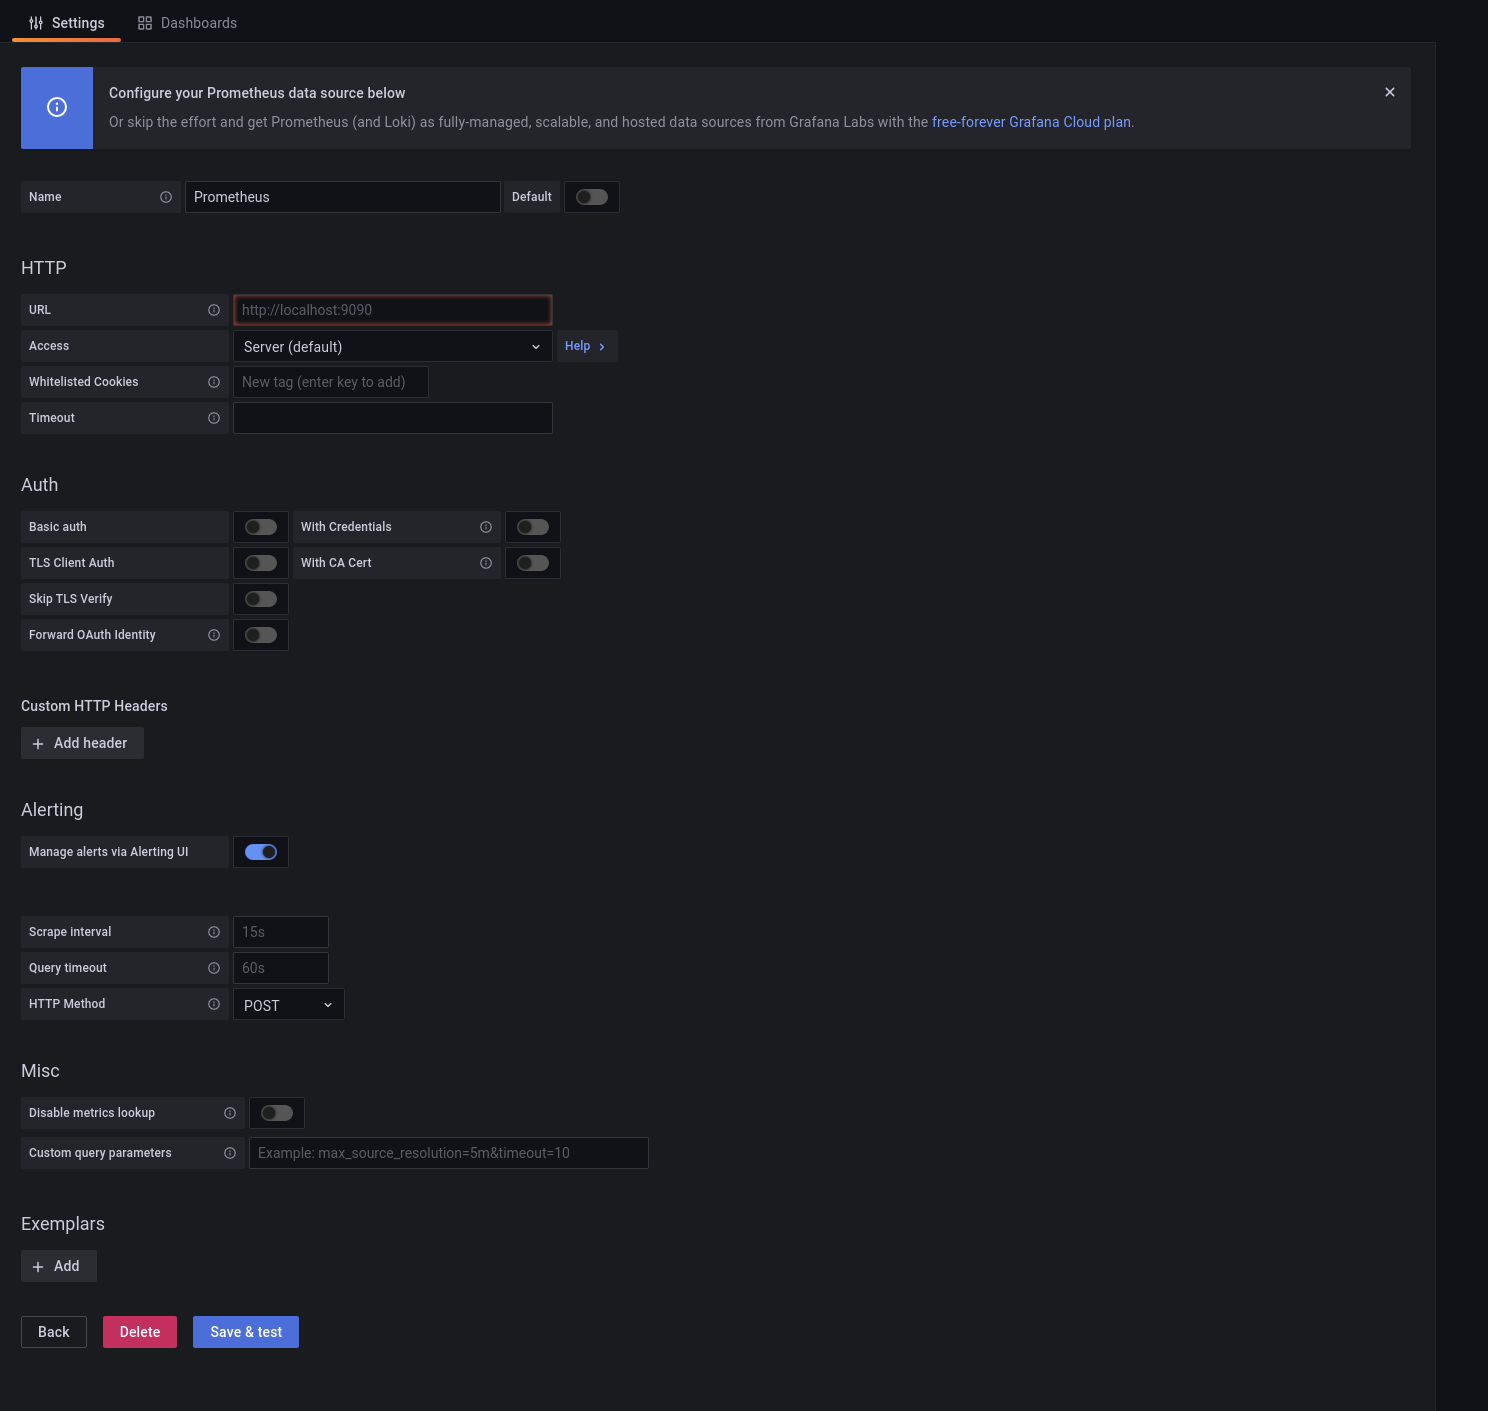 Settings Dashboards
Configure your Prometheus data source below
Or skip the effort and get Prometheus (and Loki) as fully-managed, scalable, and hosted data sources from Grafana Labs with the free-forever Grafana Cloud plan.
Name Prometheus Default
HTTP
URL http://localhost:9090
Access Server (default) Help
Whitelisted Cookies New tag (enter key to add)
Timeout
Auth
Basic auth With Credentials
TLS Client Auth With CA Cert
Skip TLS Verify
Forward OAuth Identity
Custom HTTP Headers
Add header
Alerting
Manage alerts via Alerting UI
Scrape interval 15s
Query timeout 60s
HTTP Method POST
Misc
Disable metrics lookup
Custom query parameters Example: max_source_resolution=5m&timeout=10
Exemplars
Add
Back Delete Save & test